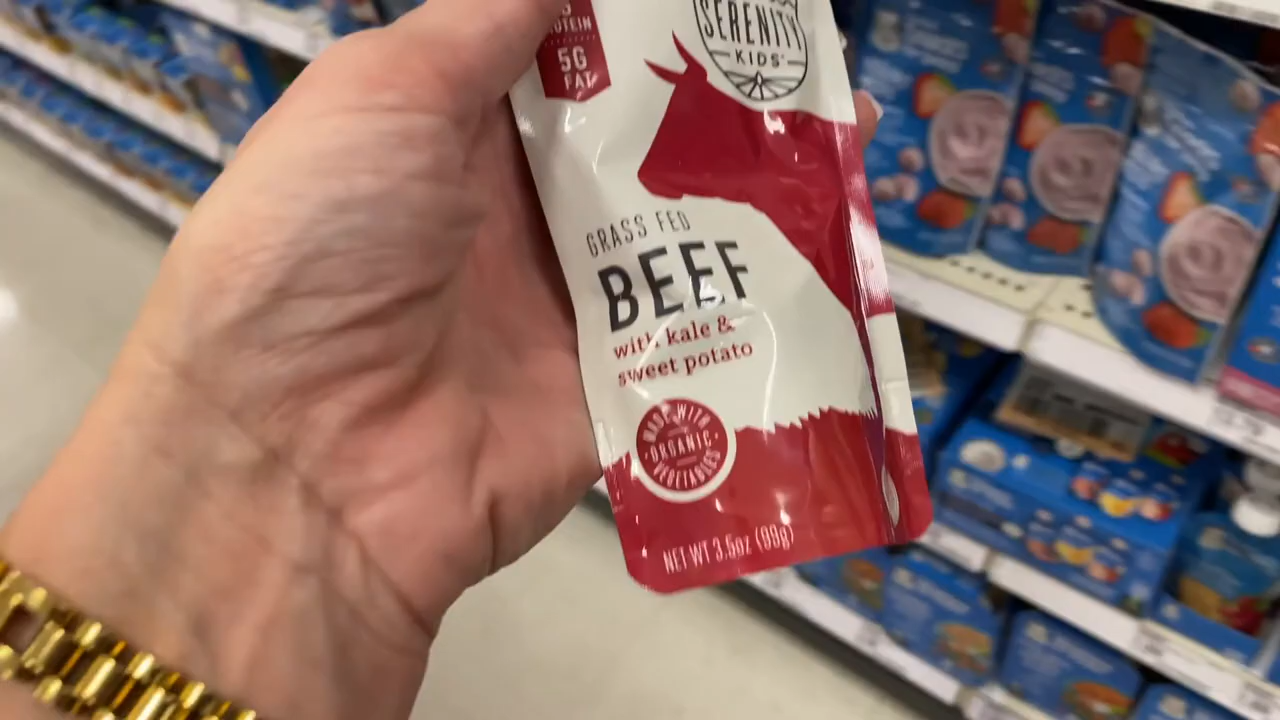 PROTEIN
5G
FAT
SERENITY
KIDS
GRASS FED
BEEF
with kale &
sweet potato
MADE WITH
ORGANIC
VEGETABLES
NET WT 3.5oz (99g)